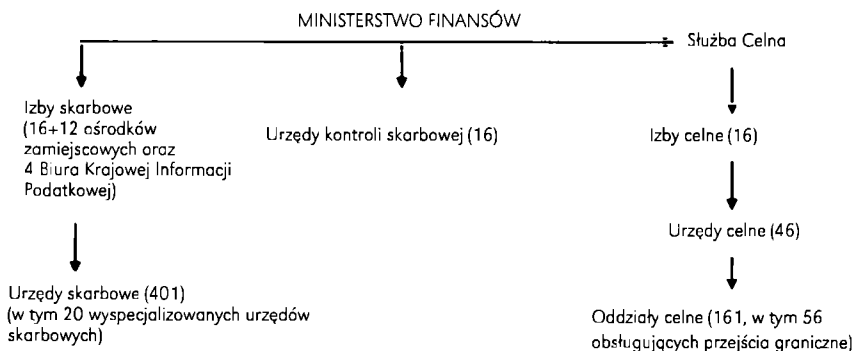 MINISTERSTWO FINANSÓW
Służba Celna
Izby skarbowe
(16+12 ośrodków
zamiejscowych oraz
4 Biura Krajowej Informacji
Podatkowej)
Urzędy kontroli skarbowej (16)
Izby celne (16)
Urzędy celne (46)
Urzędy skarbowe (401)
(w tym 20 wyspecjalizowanych urzędów
skarbowych)
Oddziały celne (161, w tym 56
obsługujących przejścia graniczne)